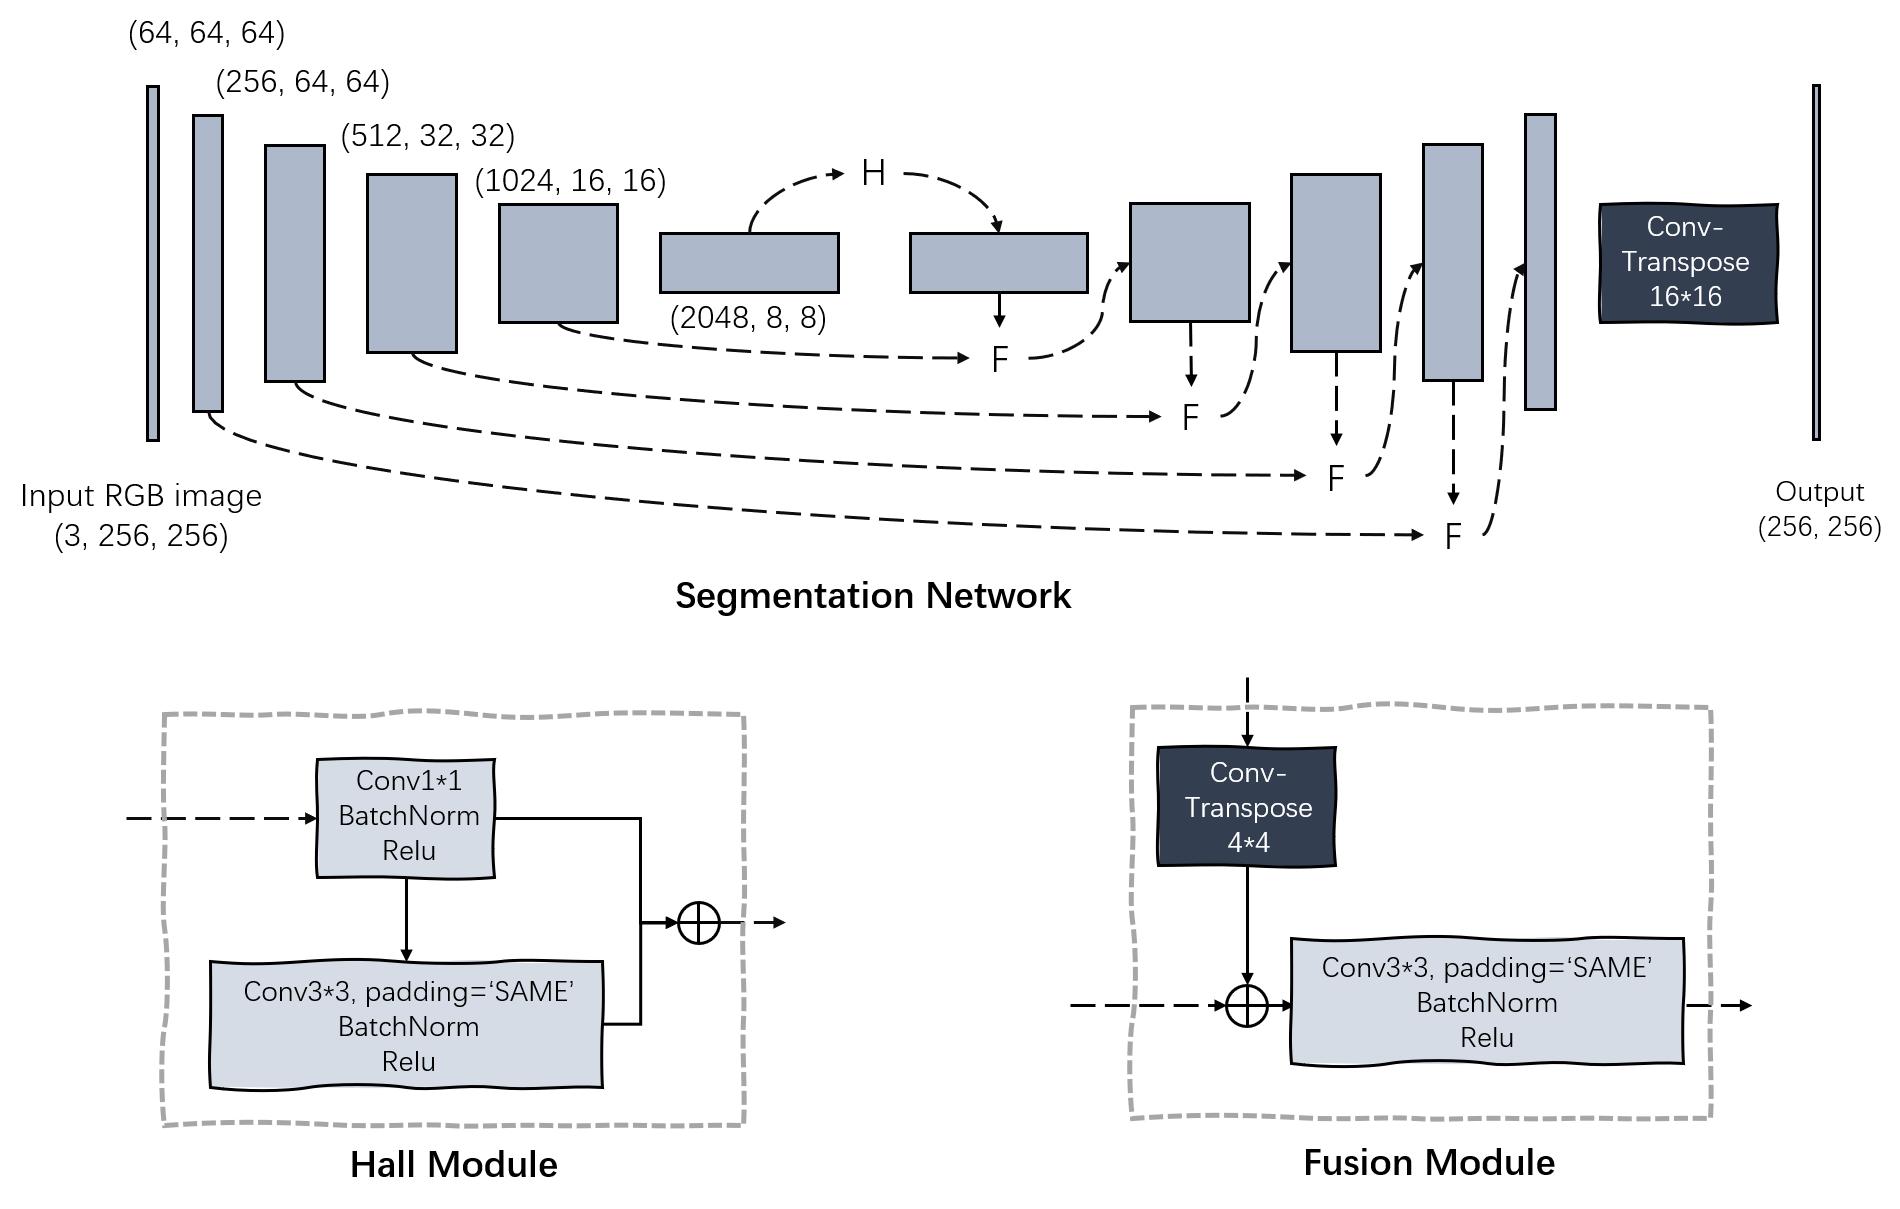 (64, 64, 64)
(256, 64, 64)
(512, 32, 32)
(1024, 16, 16)
H
Conv-
Transpose
16*16
(2048, 8, 8)
F
F
F
F
Input RGB image
(3, 256, 256)
Output
(256, 256)
Segmentation Network
Conv1*1
BatchNorm
Relu
Conv3*3, padding=‘SAME’
BatchNorm
Relu
Hall Module
Conv-
Transpose
4*4
Conv3*3, padding=‘SAME’
BatchNorm
Relu
Fusion Module